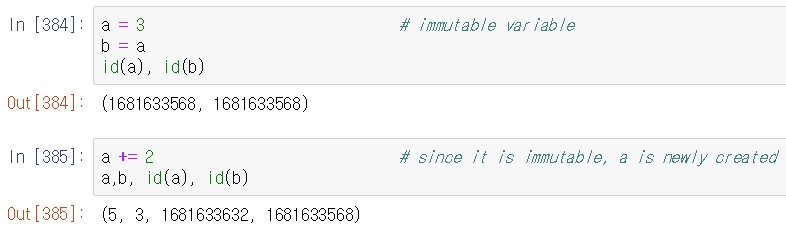 In [384]: a = 3 # immutable variable
b = a
id(a), id(b)
Out[384]: (1681633568, 1681633568)
In [385]: a += 2 # since it is immutable, a is newly created
a,b, id(a), id(b)
Out[385]: (5, 3, 1681633632, 1681633568)